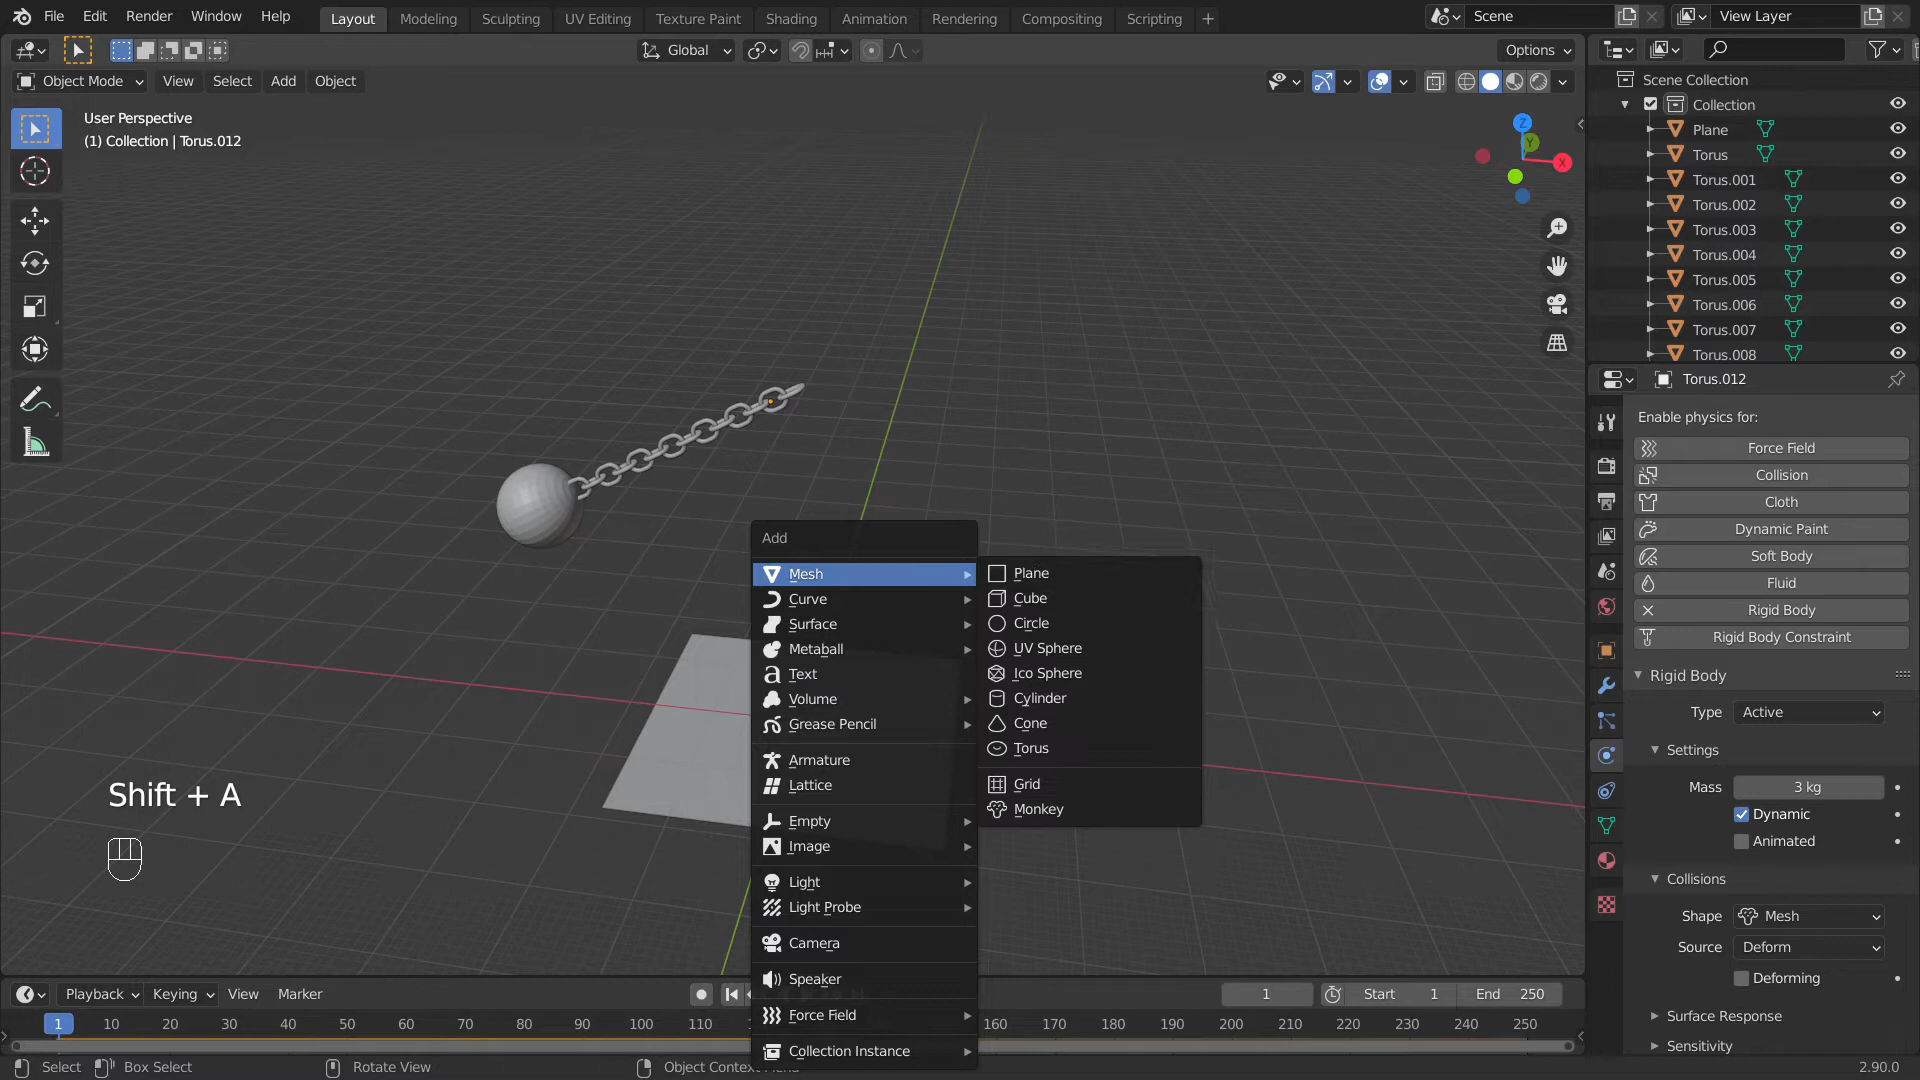 File Edit Render Window Help Layout Modeling Sculpting UV Editing Texture Paint Shading Animation Rendering Compositing Scripting + Scene View Layer
Global Options
Object Mode View Select Add Object
User Perspective
(1) Collection | Torus.012
Z
Y
X
Scene Collection
Collection
Plane
Torus
Torus.001
Torus.002
Torus.003
Torus.004
Torus.005
Torus.006
Torus.007
Torus.008
Torus.012
Enable physics for:
Force Field
Collision
Cloth
Dynamic Paint
Soft Body
Fluid
Rigid Body
Rigid Body Constraint
Rigid Body
Type Active
Settings
Mass 3 kg
Dynamic
Animated
Collisions
Shape Mesh
Source Deform
Deforming
Surface Response
Sensitivity
Add
Mesh
Curve
Surface
Metaball
Text
Volume
Grease Pencil
Armature
Lattice
Empty
Image
Light
Light Probe
Camera
Speaker
Force Field
Collection Instance
Plane
Cube
Circle
UV Sphere
Ico Sphere
Cylinder
Cone
Torus
Grid
Monkey
Shift + A
Playback Keying View Marker 1 Start 1 End 250
1 10 20 30 40 50 60 70 80 90 100 110 160 170 180 190 200 210 220 230 240 250
Select Box Select Rotate View Object Context Menu 2.90.0